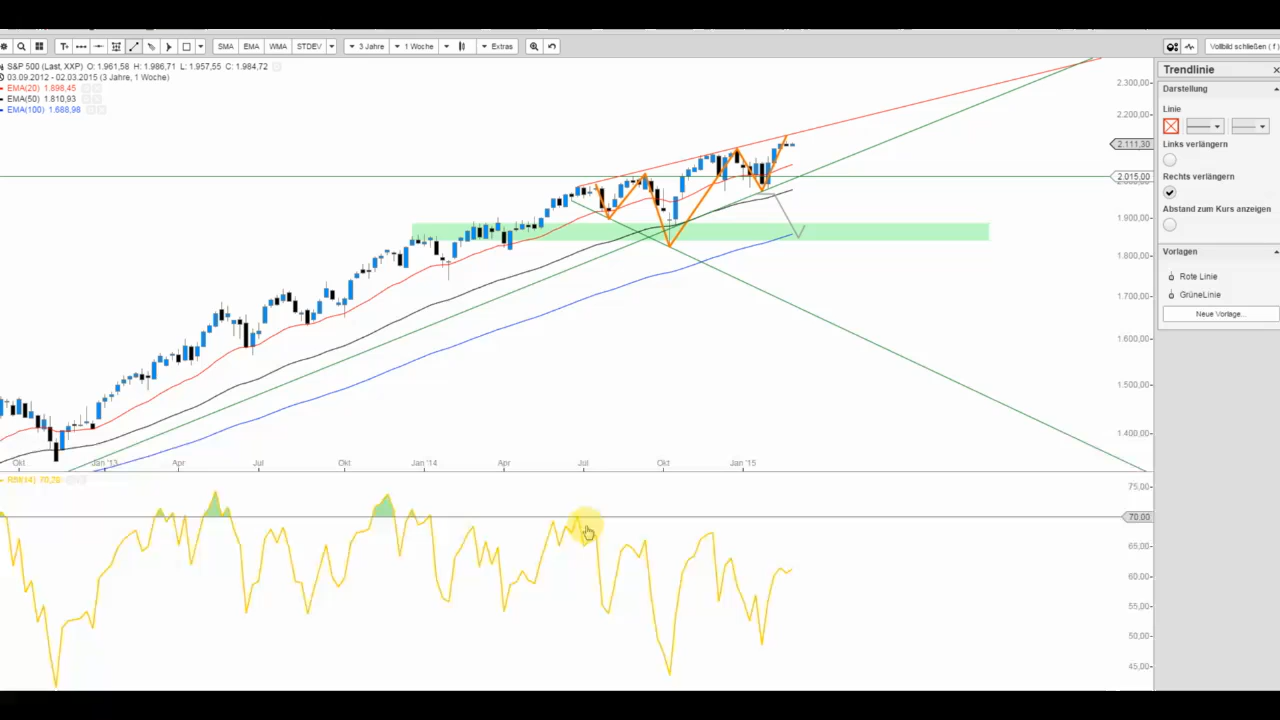 T+
SMA
EMA
WMA
STDEV
3 Jahre
1 Woche
Extras
Vollbild schließen ( f )
S&P 500 (Last, XXP) O: 1.961,58 H: 1.986,71 L: 1.957,55 C: 1.984,72
03.09.2012 - 02.03.2015 (3 Jahre, 1 Woche)
EMA(20) 1.898,45
EMA(50) 1.810,93
EMA(100) 1.688,98
2.300,00
2.200,00
2.111,30
2.015,00
1.900,00
1.800,00
1.700,00
1.600,00
1.500,00
1.400,00
Okt
Jan '13
Apr
Jul
Okt
Jan '14
Apr
Jul
Okt
Jan '15
70,20
75,00
70,00
65,00
60,00
55,00
50,00
45,00
Trendlinie
Darstellung
Linie
Links verlängern
Rechts verlängern
Abstand zum Kurs anzeigen
Vorlagen
Rote Linie
GrüneLinie
Neue Vorlage...